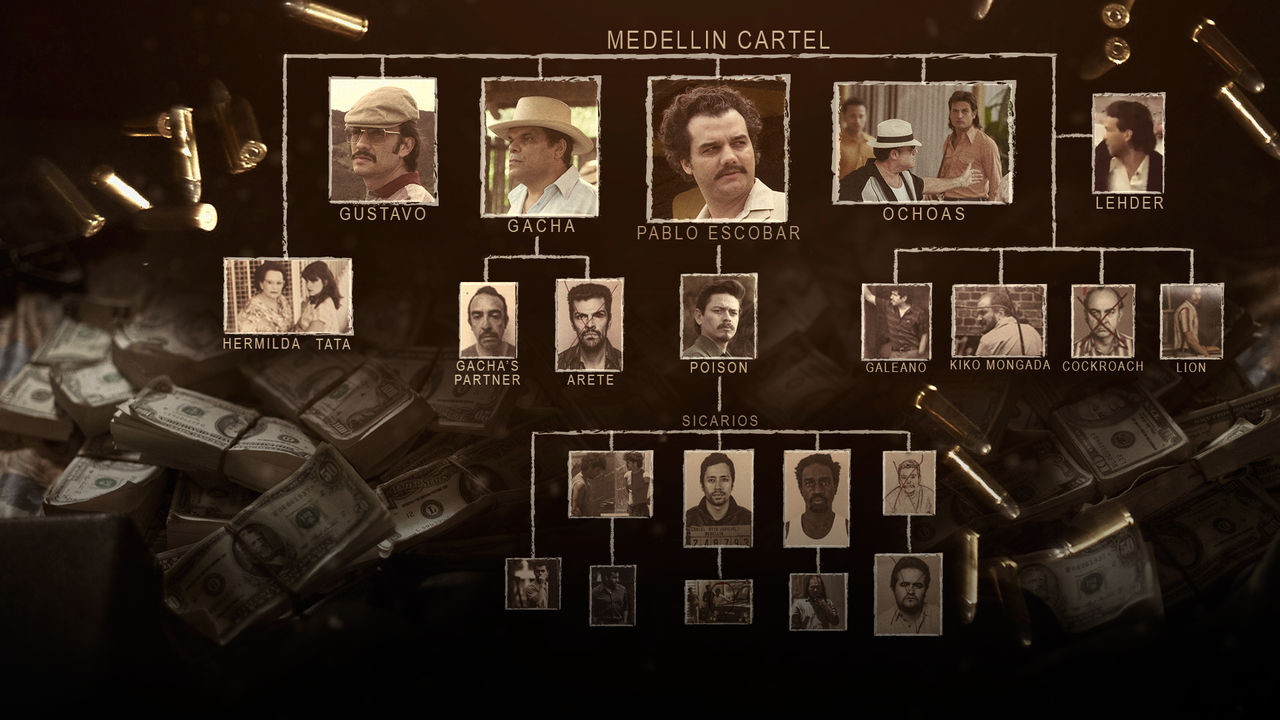 MEDELLIN CARTEL
GUSTAVO
GACHA
PABLO ESCOBAR
OCHOAS
LEHDER
HERMILDA TATA
GACHA'S
PARTNER
ARETE
POISON
GALEANO
KIKO MONGADA
COCKROACH
LION
SICARIOS